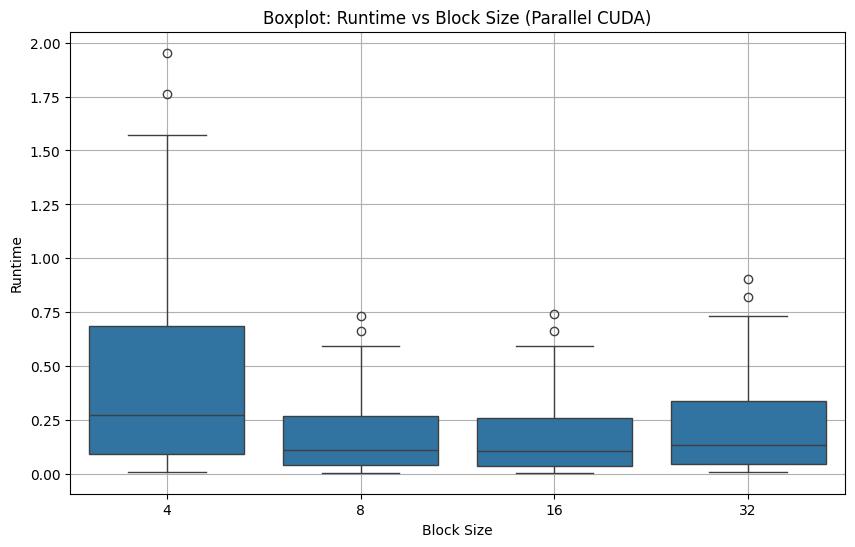 Boxplot: Runtime vs Block Size (Parallel CUDA)
2.00
1.75
1.50
1.25
1.00
0.75
0.50
0.25
0.00
Runtime
4 8 16 32
Block Size